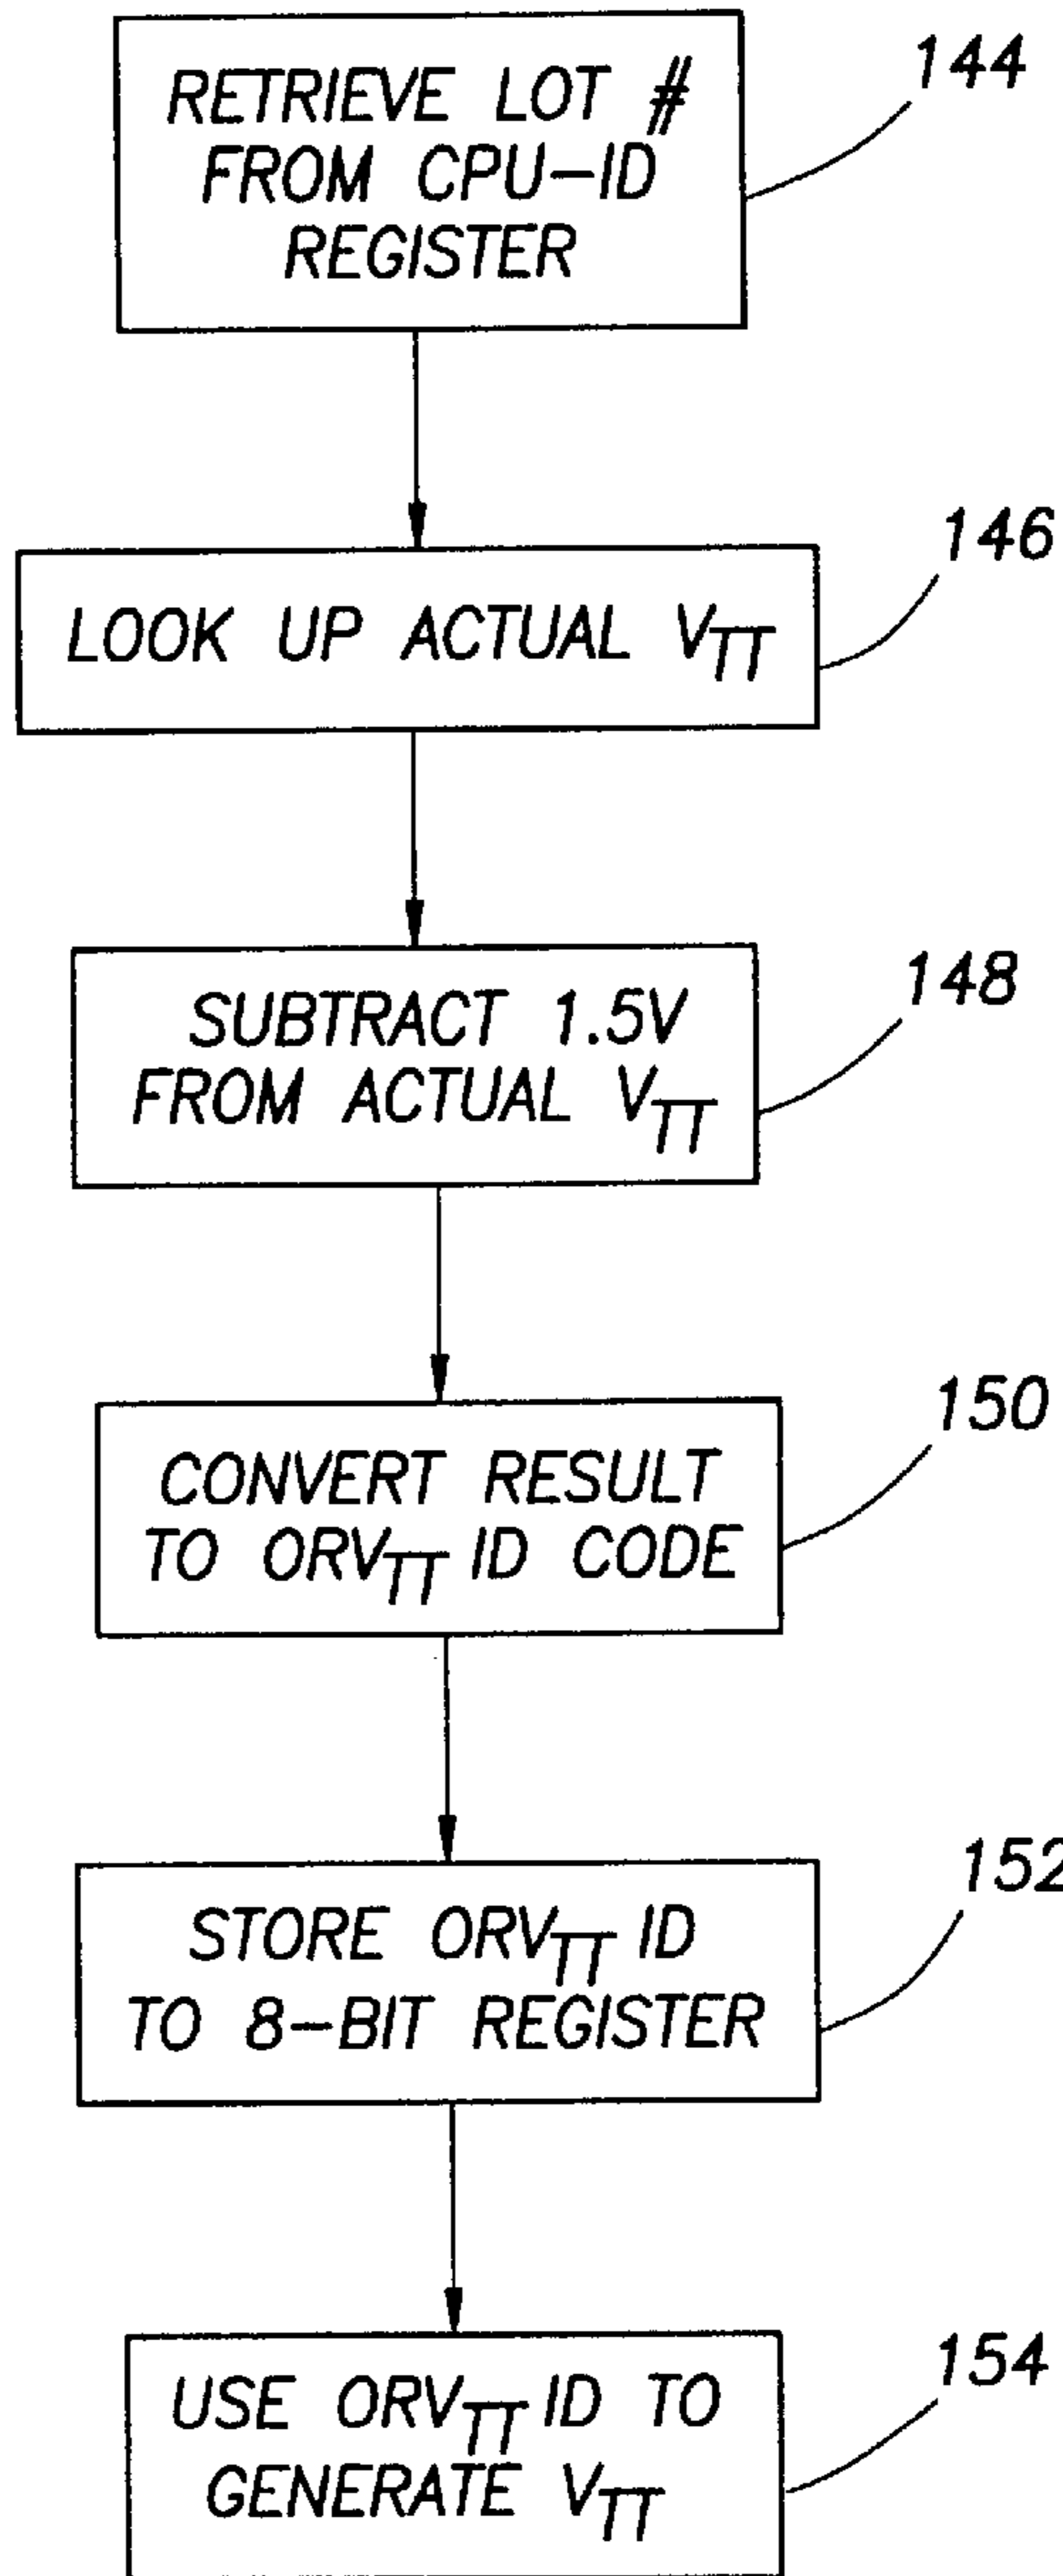 RETRIEVE LOT #
FROM CPU-ID
REGISTER
144
LOOK UP ACTUAL VTT
146
SUBTRACT 1.5V
FROM ACTUAL VTT
148
CONVERT RESULT
TO ORVTT ID CODE
150
STORE ORVTT ID
TO 8-BIT REGISTER
152
USE ORVTT ID TO
GENERATE VTT
154